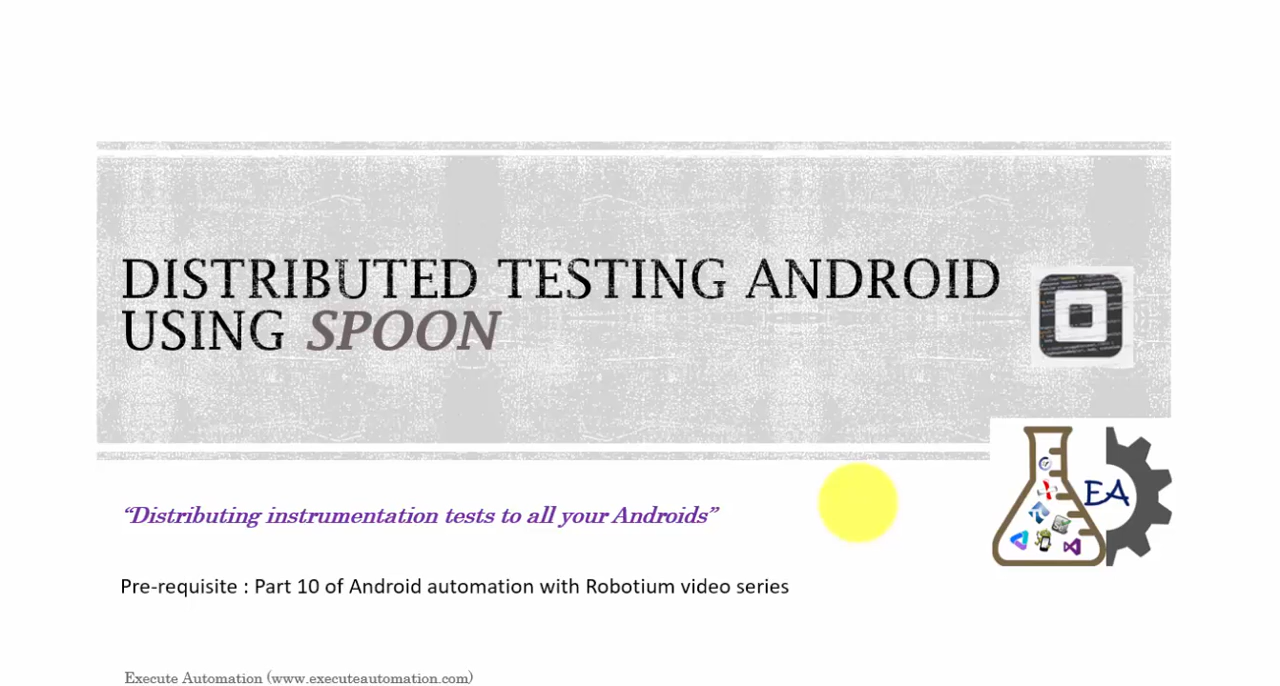 DISTRIBUTED TESTING ANDROID
USING SPOON
EA
“Distributing instrumentation tests to all your Androids”
Pre-requisite : Part 10 of Android automation with Robotium video series
Execute Automation (www.executeautomation.com)